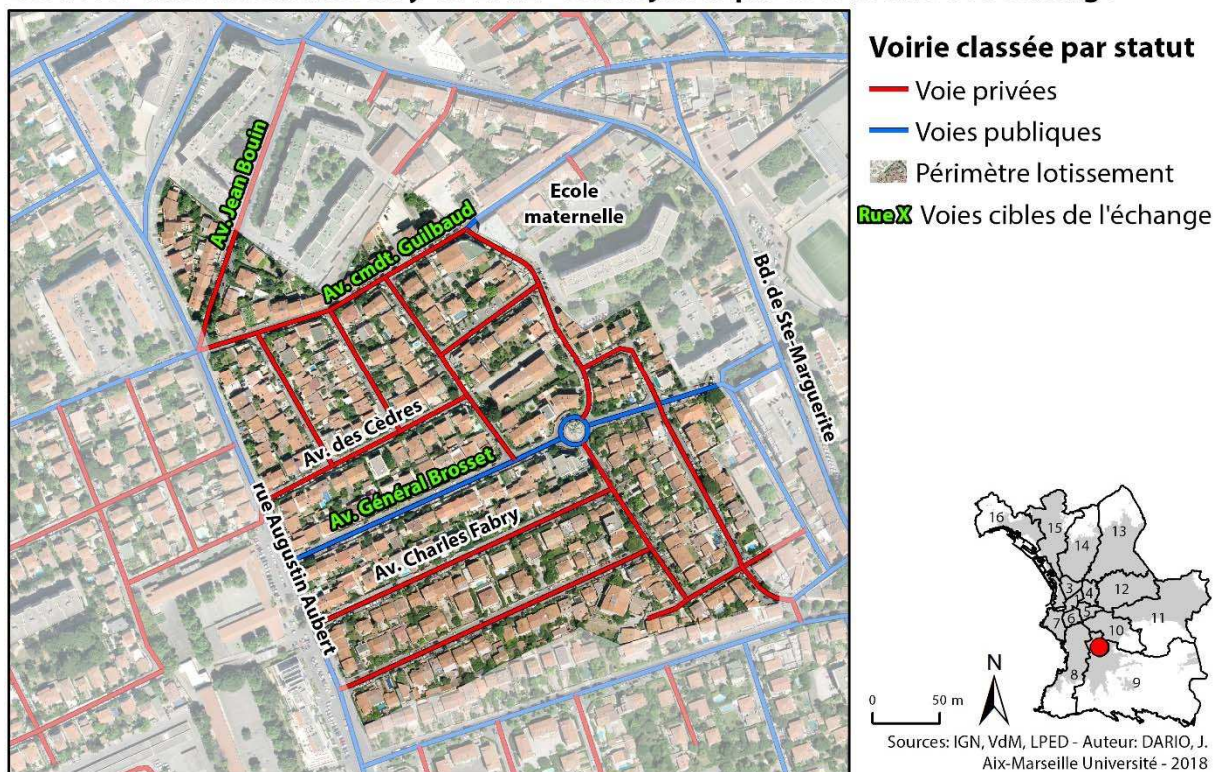 Voirie classée par statut
Voie privées
Voies publiques
Périmètre lotissement
Rue X Voies cibles de l'échange
Av. Jean Bouin
Av. cmdt. Guilbaud
Ecole
maternelle
Bd. de Ste-Marguerite
Av. des Cèdres
Av. Général Brosset
Av. Charles Fabry
rue Augustin Aubert
16
15
14
13
3
4
12
11
7
6
10
8
9
N
0 50 m
Sources: IGN, VdM, LPED - Auteur: DARIO, J.
Aix-Marseille Université - 2018